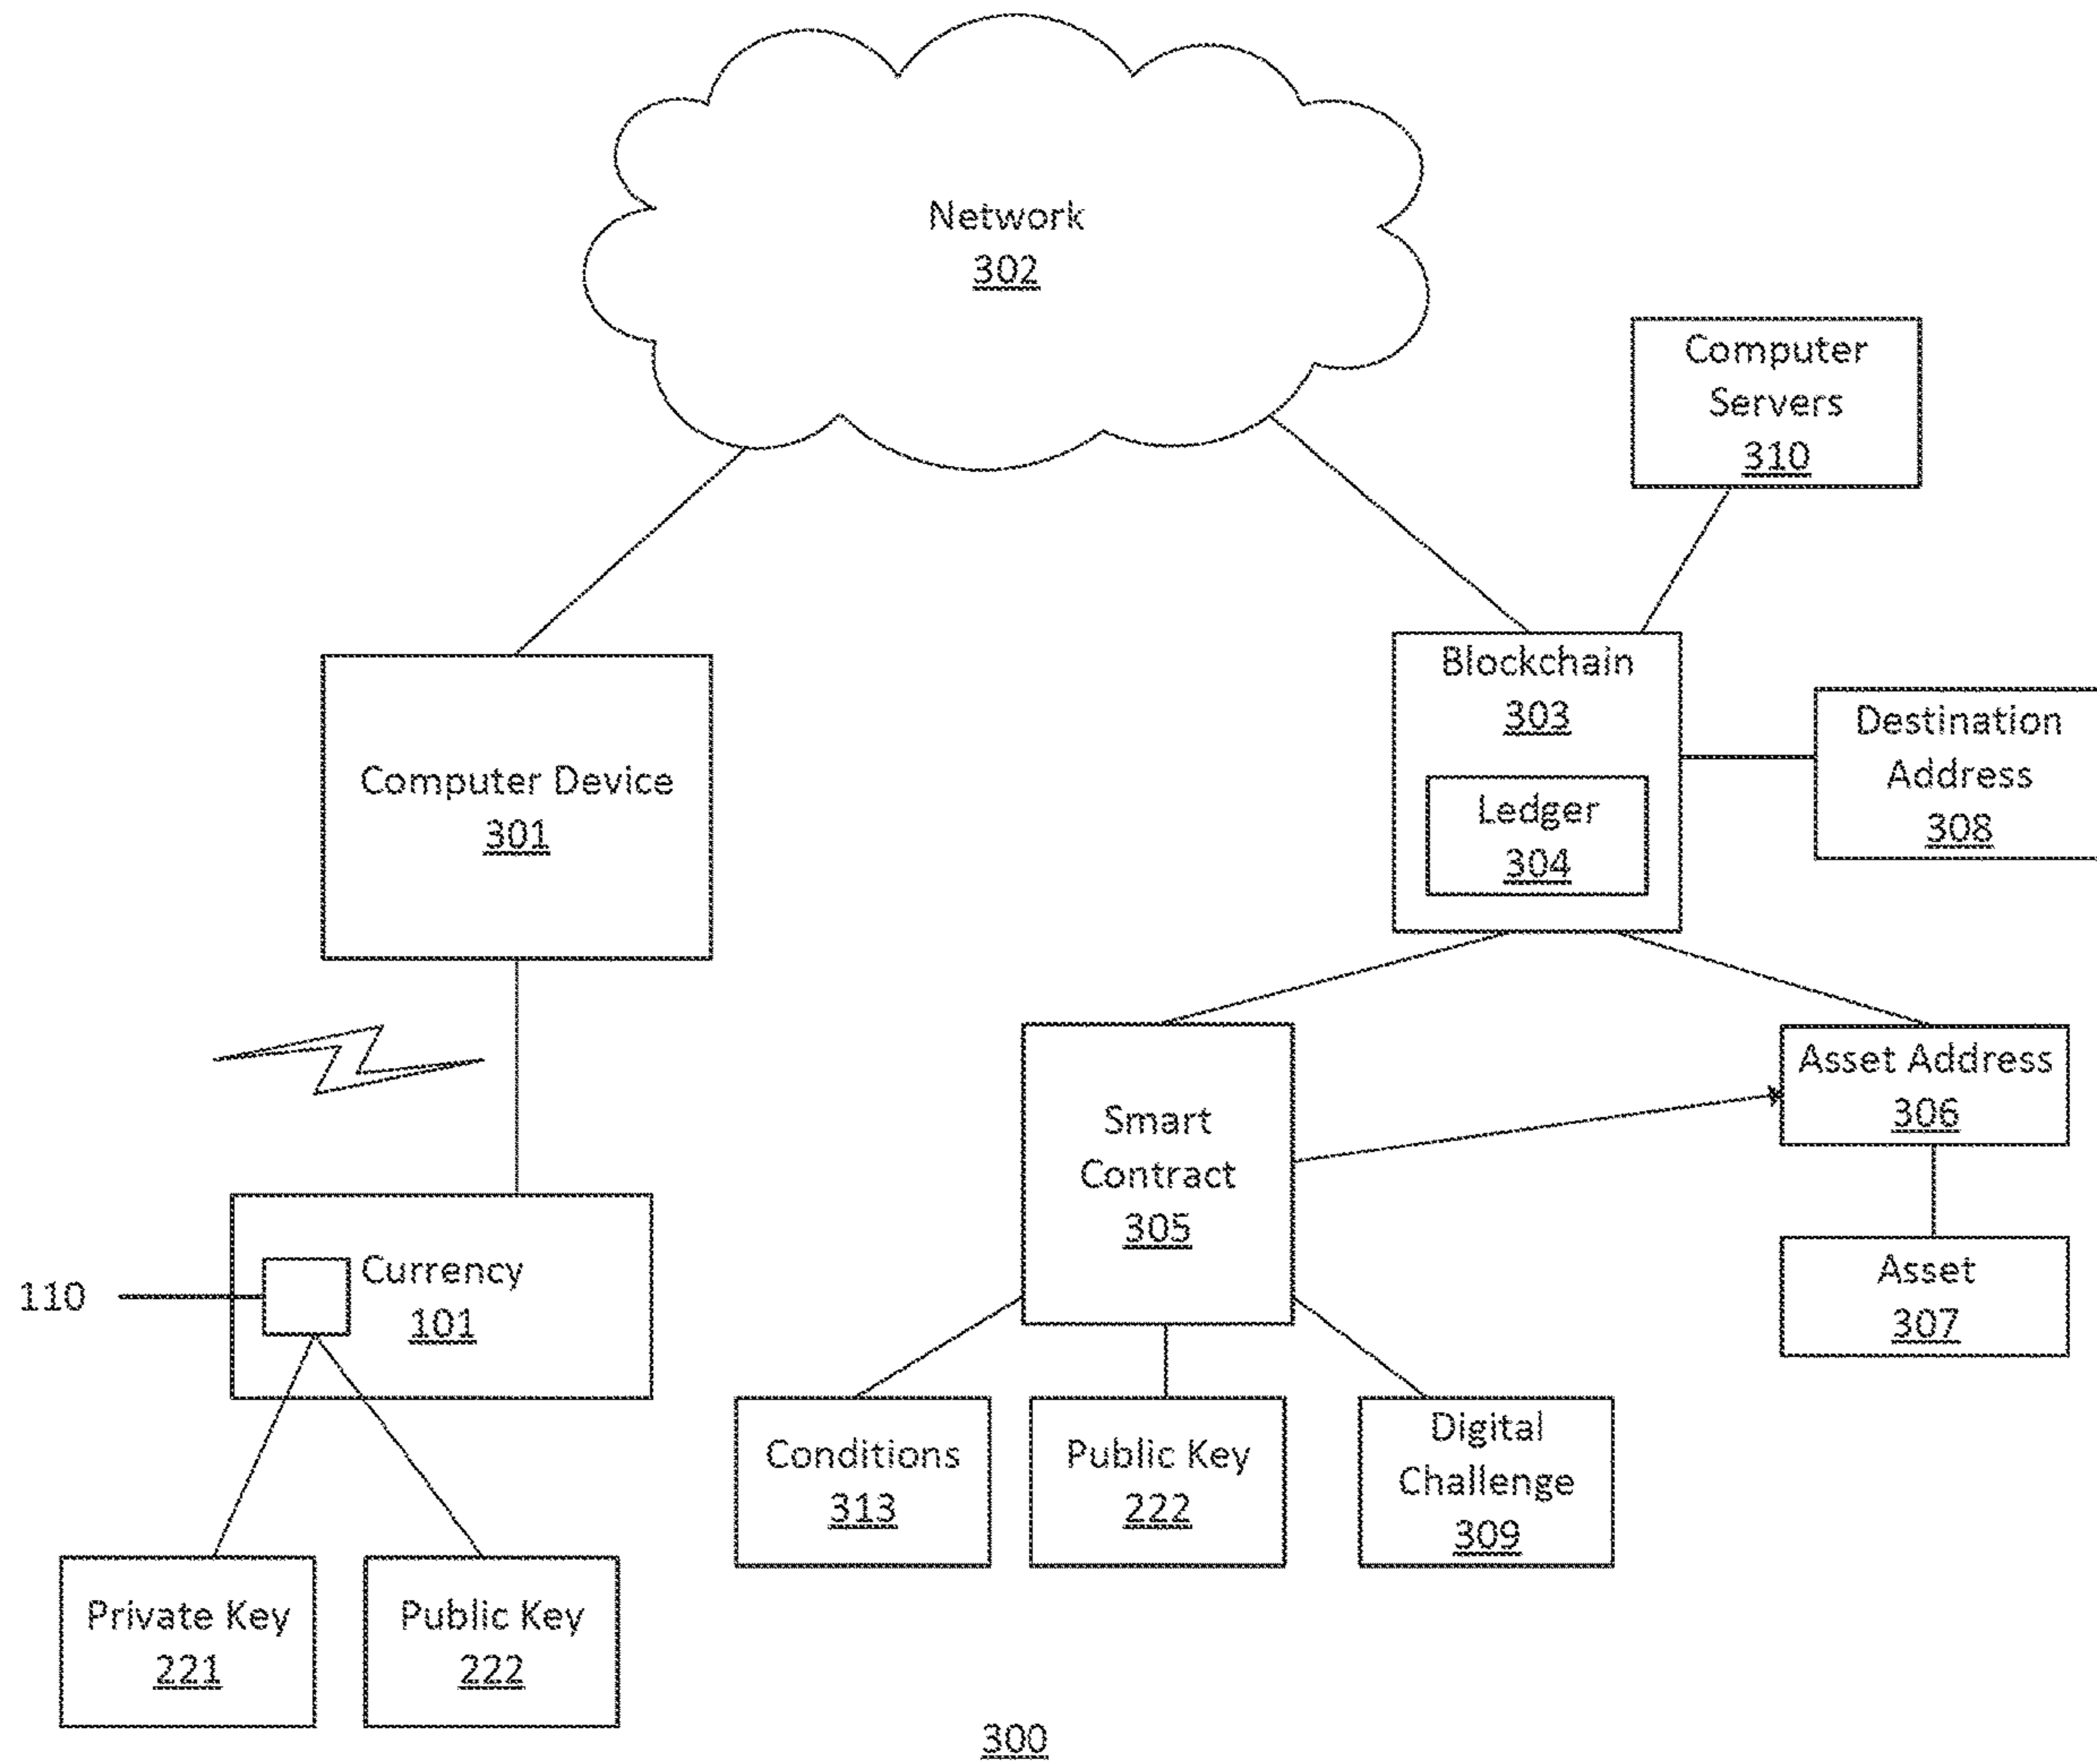 Network
302
Computer
Servers
310
Blockchain
303
Ledger
304
Destination
Address
308
Computer Device
301
Smart
Contract
305
Asset Address
306
Asset
307
110
Currency
101
Conditions
313
Public Key
222
Digital
Challenge
309
Private Key
221
Public Key
222
300